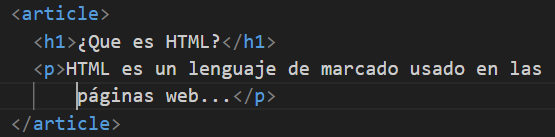 <article>
<h1>¿Que es HTML?</h1>
<p>HTML es un lenguaje de marcado usado en las
páginas web...</p>
</article>